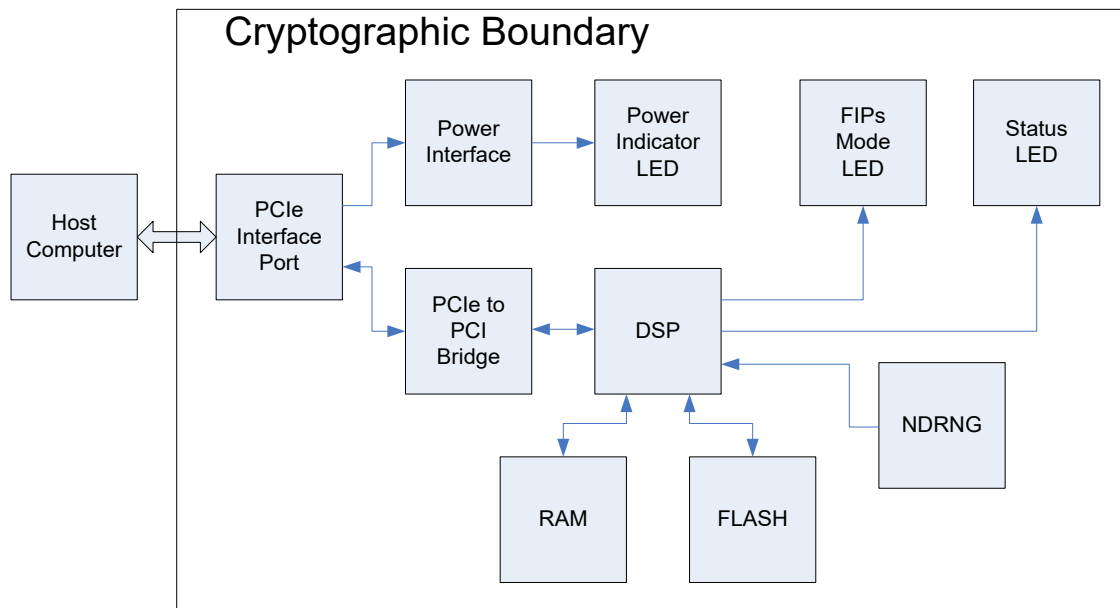 Cryptographic Boundary
Power
Interface
Power
Indicator
LED
FIPs
Mode
LED
Status
LED
Host
Computer
PCIe
Interface
Port
PCIe to
PCI
Bridge
DSP
NDRNG
RAM
FLASH